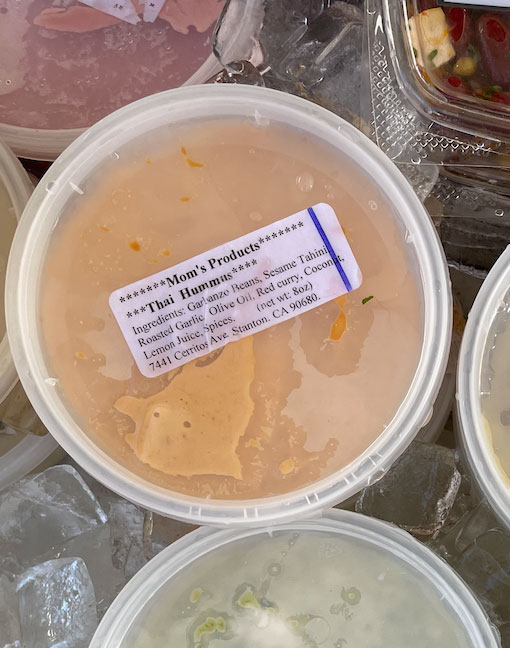 *******Mom's Products*******
***Thai Hummus****
Ingredients: Garbanzo Beans, Sesame Tahini,
Roasted Garlic, Olive Oil, Red curry, Coconut,
Lemon Juice, Spices. (net wt: 8oz)
7441 Cerritos Ave. Stanton. CA 90680.